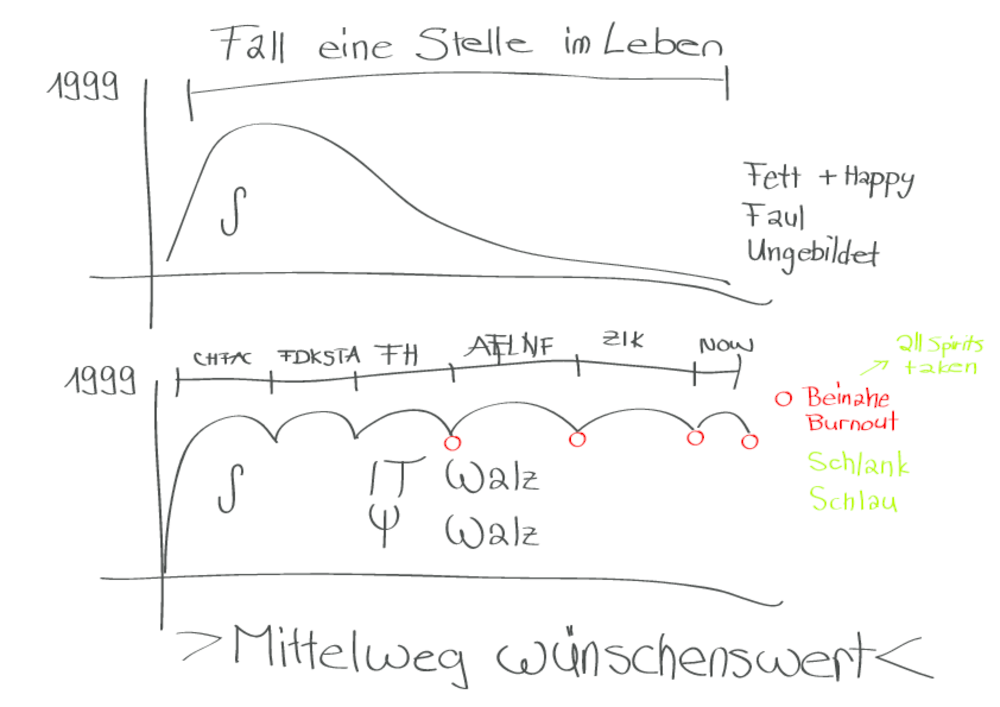 Fall eine Stelle im Leben
1999
Fett + Happy
Faul
Ungebildet
∫
CHFAC FDKSTA FH AFLNF ZIK NOW
1999
all Spirits
taken
O Beinahe
Burnout
Schlank
Schlau
∫
IT Walz
Ψ Walz
>Mittelweg wünschenswert<